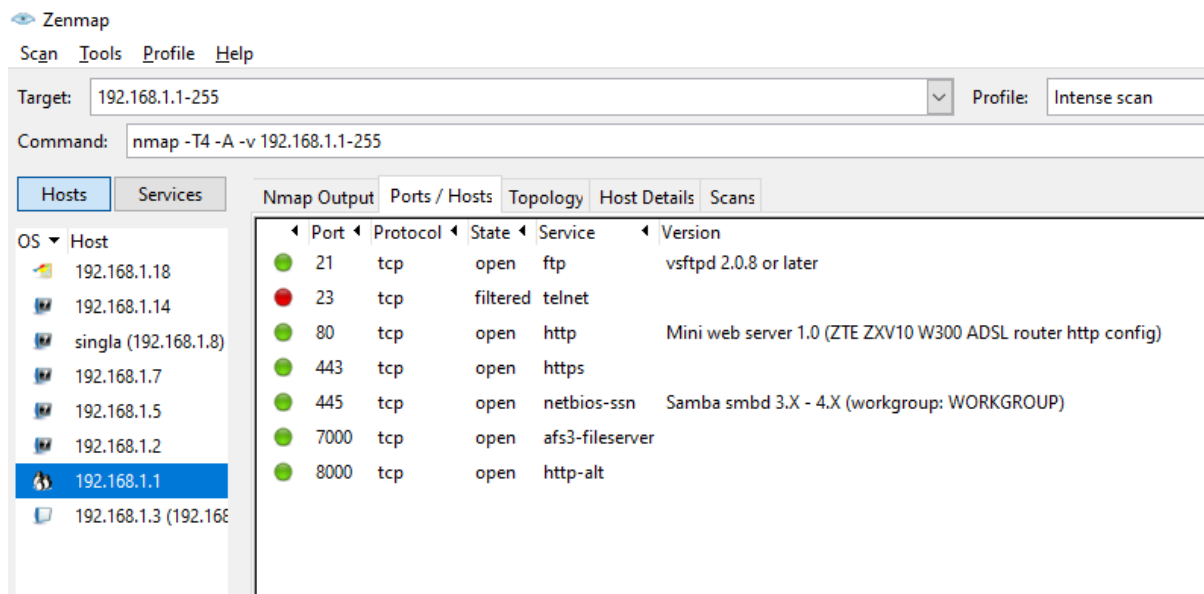 Zenmap
Scan Tools Profile Help
Target: 192.168.1.1-255 Profile: Intense scan
Command: nmap -T4 -A -v 192.168.1.1-255
Hosts Services Nmap Output Ports / Hosts Topology Host Details Scans
OS Host
192.168.1.18
192.168.1.14
singla (192.168.1.8)
192.168.1.7
192.168.1.5
192.168.1.2
192.168.1.1
192.168.1.3 (192.168
Port Protocol State Service Version
21 tcp open ftp vsftpd 2.0.8 or later
23 tcp filtered telnet
80 tcp open http Mini web server 1.0 (ZTE ZXV10 W300 ADSL router http config)
443 tcp open https
445 tcp open netbios-ssn Samba smbd 3.X - 4.X (workgroup: WORKGROUP)
7000 tcp open afs3-fileserver
8000 tcp open http-alt